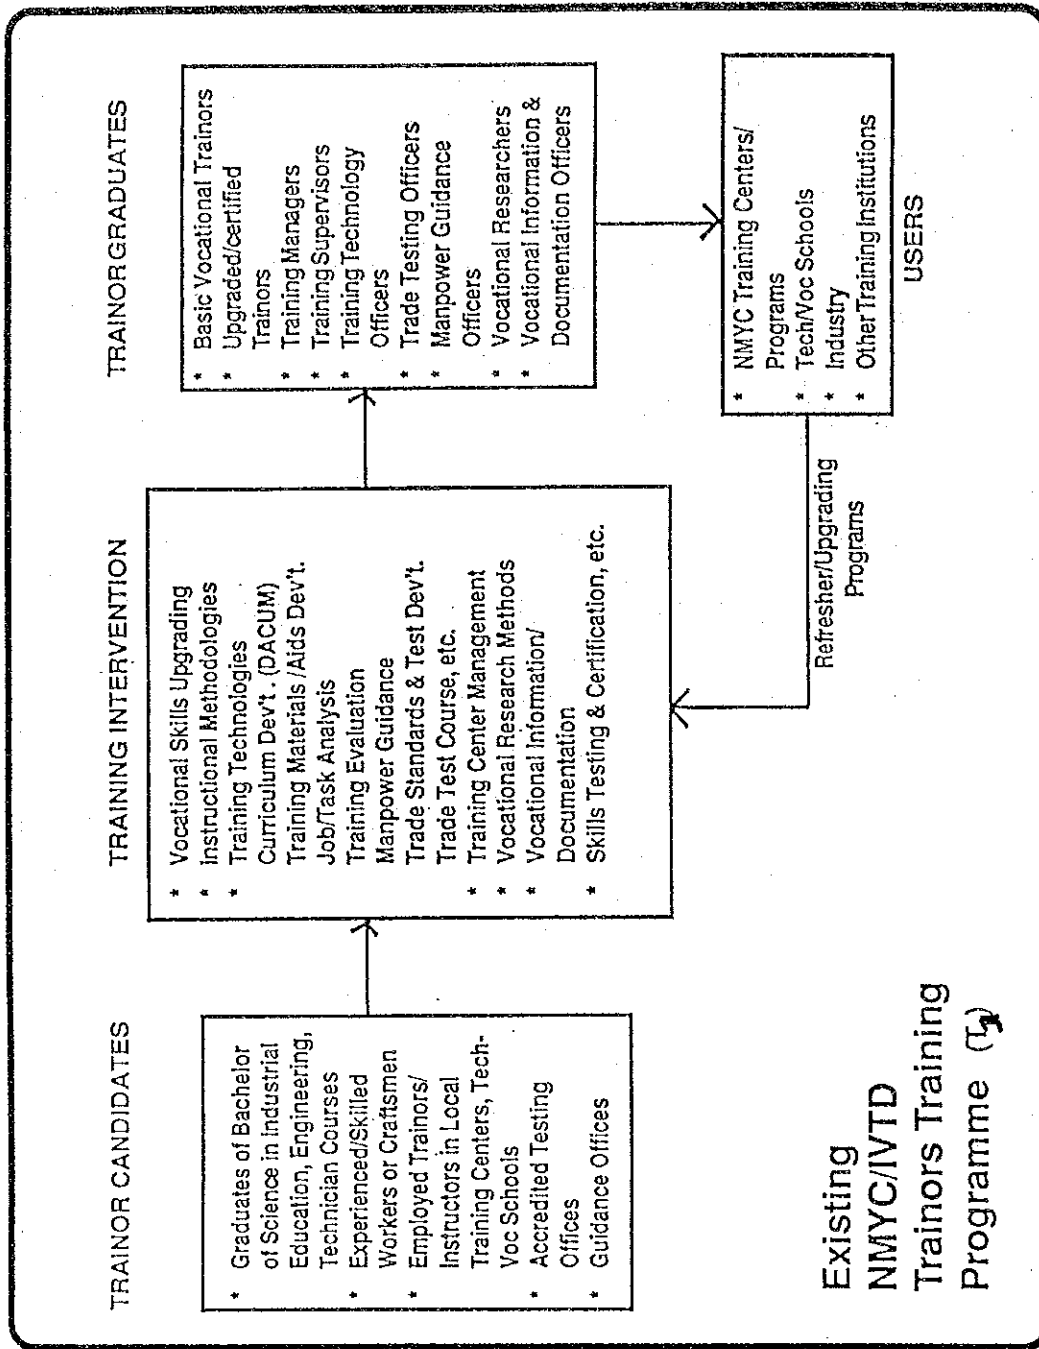 TRAINOR CANDIDATES
* Graduates of Bachelor
of Science in Industrial
Education, Engineering,
Technician Courses
* Experienced/Skilled
Workers or Craftsmen
* Employed Trainors/
Instructors in Local
Training Centers, Tech-
Voc Schools
* Accredited Testing
Offices
* Guidance Offices
TRAINING INTERVENTION
* Vocational Skills Upgrading
* Instructional Methodologies
* Training Technologies
Curriculum Dev't. (DACUM)
Training Materials /Aids Dev't.
Job/Task Analysis
Training Evaluation
Manpower Guidance
Trade Standards & Test Dev't.
Trade Test Course, etc.
* Training Center Management
* Vocational Research Methods
* Vocational Information/
Documentation
* Skills Testing & Certification, etc.
TRAINORGRADUATES
* Basic Vocational Trainors
* Upgraded/certified
Trainors
* Training Managers
* Training Supervisors
* Training Technology
Officers
* Trade Testing Officers
* Manpower Guidance
Officers
* Vocational Researchers
* Vocational Information &
Documentation Officers
* NMYC Training Centers/
Programs
* Tech/Voc Schools
* Industry
* Other Training Institutions
USERS
Refresher/Upgrading
Programs
Existing
NMYC/IVTD
Trainors Training
Programme